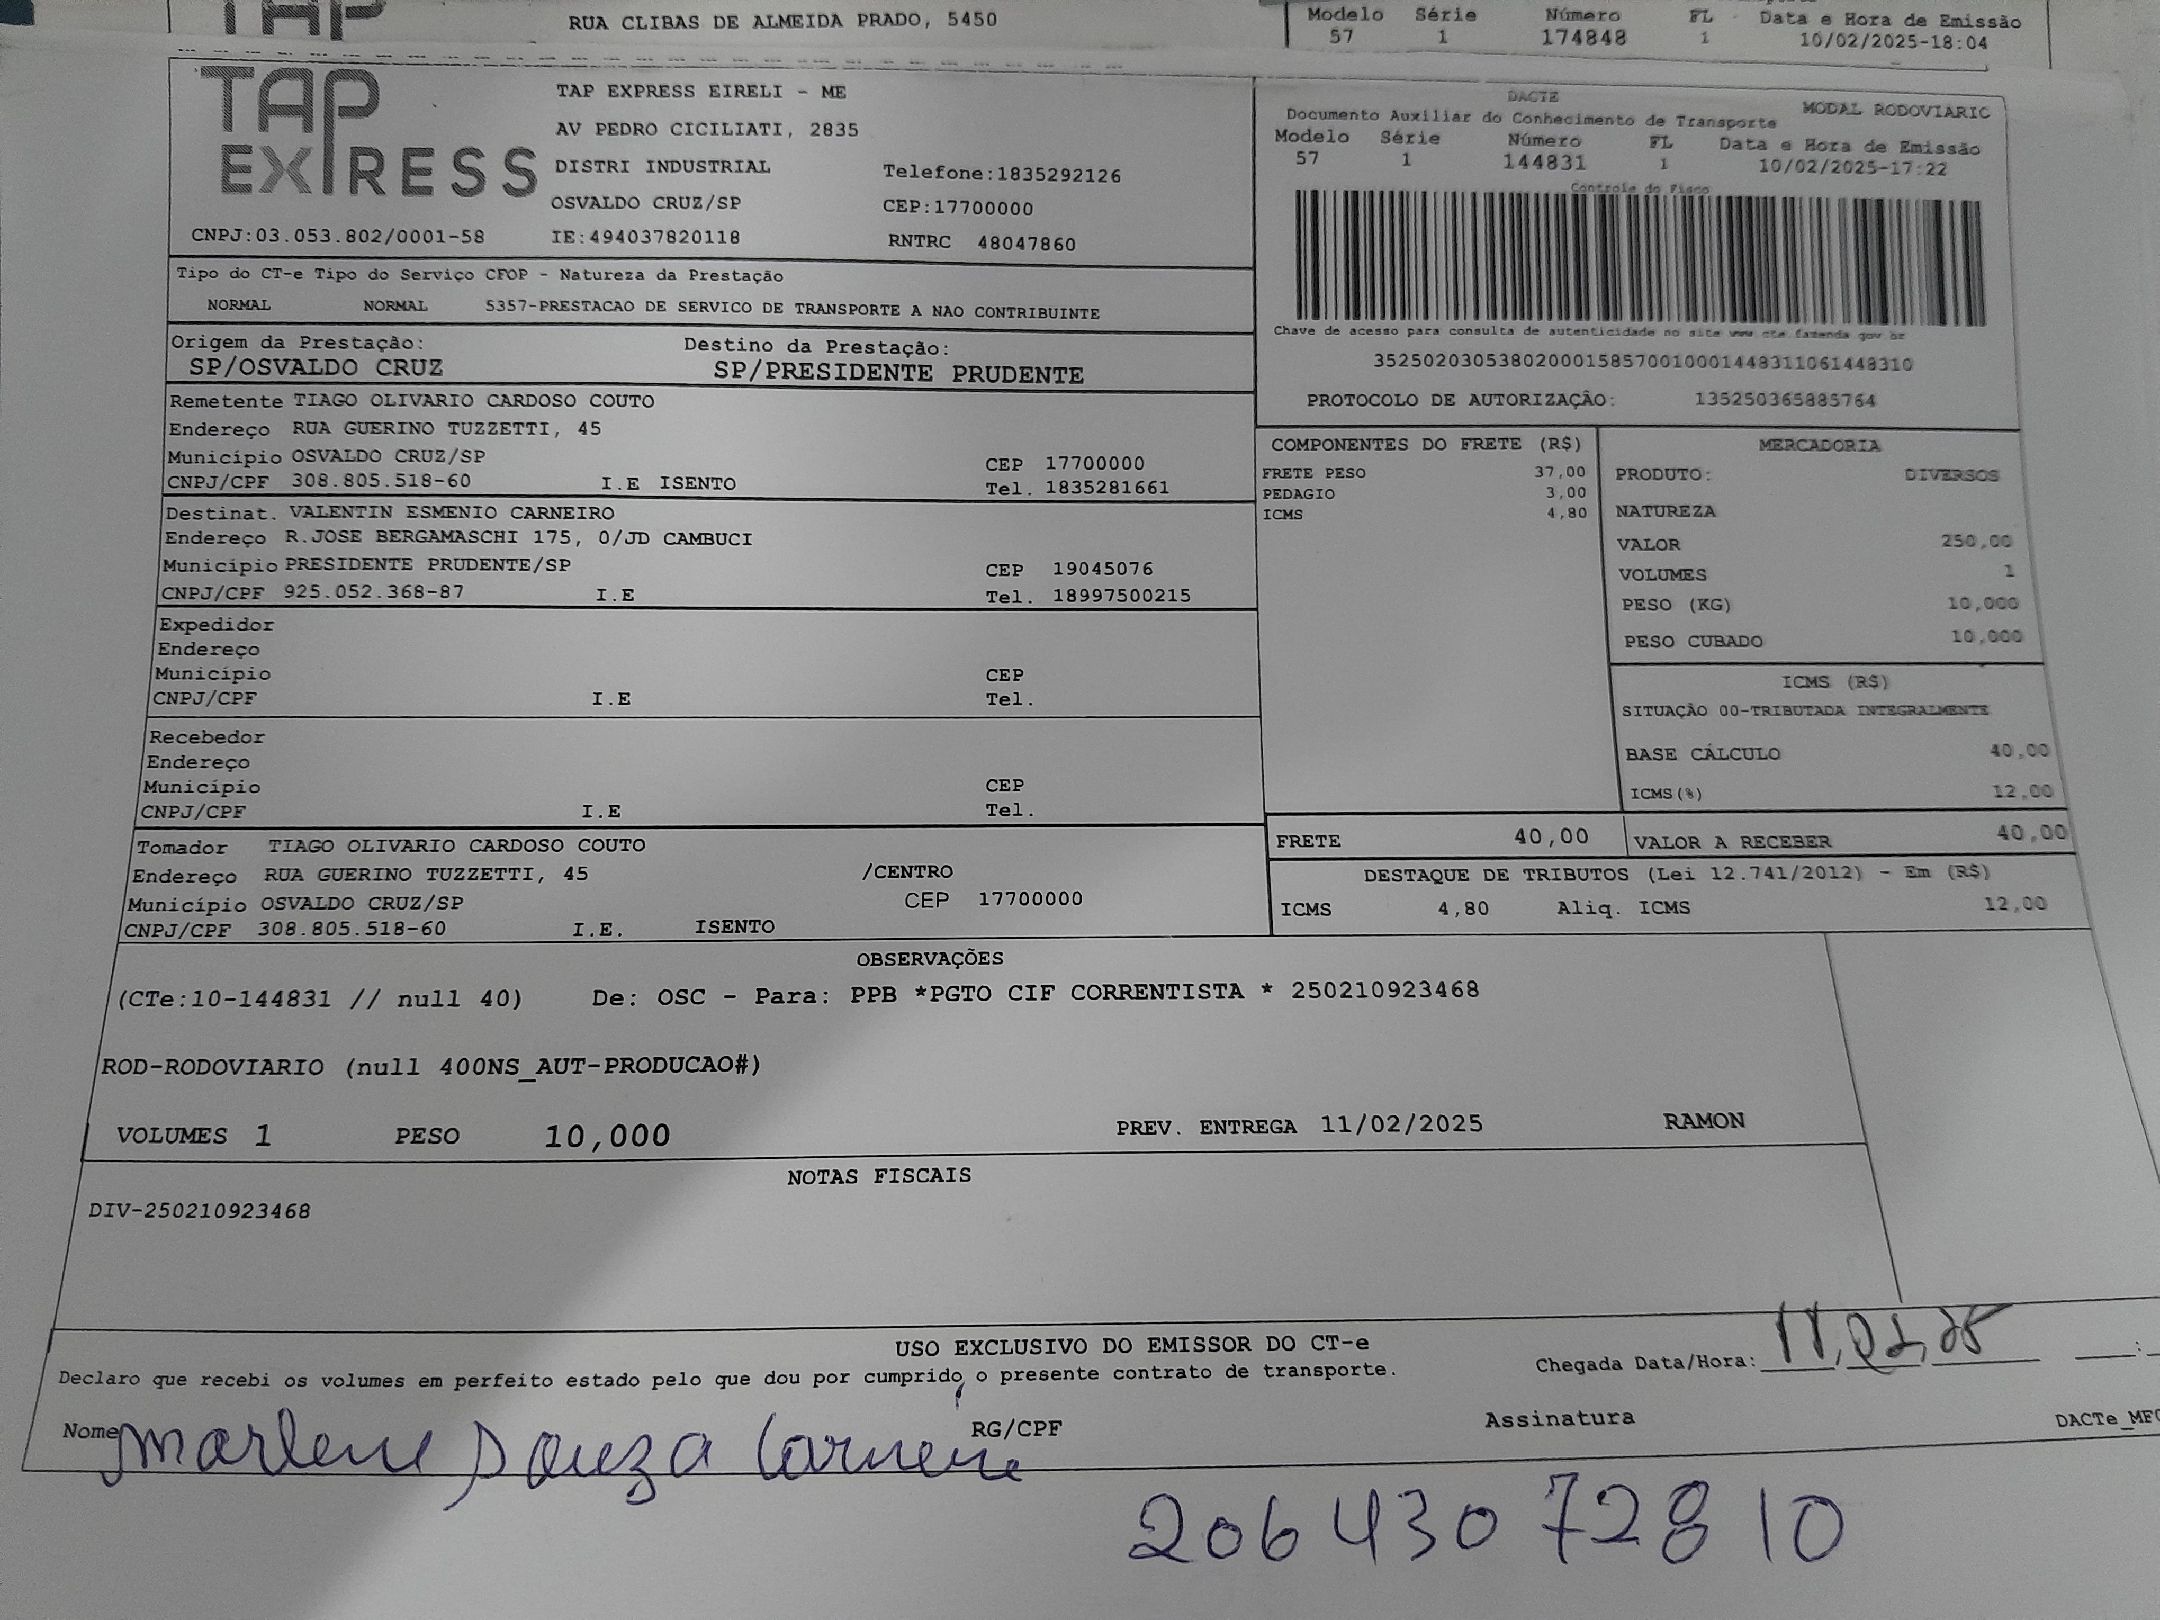 RUA CLIBAS DE ALMEIDA PRADO, 5450
Modelo Série Número FL Data e Hora de Emissão
57 1 174848 1 10/02/2025-18:04
TAP EXPRESS
TAP EXPRESS EIRELI - ME
AV PEDRO CICILIATI, 2835
DISTRI INDUSTRIAL Telefone:1835292126
OSVALDO CRUZ/SP CEP:17700000
CNPJ:03.053.802/0001-58 IE:494037820118 RNTRC 48047860
DACTE
Documento Auxiliar do Conhecimento de Transporte MODAL RODOVIARIO
Modelo Série Número FL Data e Hora de Emissão
57 1 144831 1 10/02/2025-17:22
Controle do Fisco
Chave de acesso para consulta de autenticidade no site www cte fazenda gov br
35250203053802000158570010001448311061448310
PROTOCOLO DE AUTORIZAÇÃO: 135250365885764
Tipo do CT-e Tipo do Serviço CFOP - Natureza da Prestação
NORMAL NORMAL 5357-PRESTACAO DE SERVICO DE TRANSPORTE A NAO CONTRIBUINTE
Origem da Prestação: Destino da Prestação:
SP/OSVALDO CRUZ SP/PRESIDENTE PRUDENTE
Remetente TIAGO OLIVARIO CARDOSO COUTO
Endereço RUA GUERINO TUZZETTI, 45
Município OSVALDO CRUZ/SP CEP 17700000
CNPJ/CPF 308.805.518-60 I.E ISENTO Tel. 1835281661
Destinat. VALENTIN ESMENIO CARNEIRO
Endereço R.JOSE BERGAMASCHI 175, 0/JD CAMBUCI
Município PRESIDENTE PRUDENTE/SP CEP 19045076
CNPJ/CPF 925.052.368-87 I.E Tel. 18997500215
Expedidor
Endereço
Município CEP
CNPJ/CPF I.E Tel.
Recebedor
Endereço
Município CEP
CNPJ/CPF I.E Tel.
Tomador TIAGO OLIVARIO CARDOSO COUTO
Endereço RUA GUERINO TUZZETTI, 45 /CENTRO
Município OSVALDO CRUZ/SP CEP 17700000
CNPJ/CPF 308.805.518-60 I.E. ISENTO
COMPONENTES DO FRETE (R$)
FRETE PESO 37,00
PEDAGIO 3,00
ICMS 4,80
MERCADORIA
PRODUTO: DIVERSOS
NATUREZA
VALOR 250,00
VOLUMES 1
PESO (KG) 10,000
PESO CUBADO 10,000
ICMS (R$)
SITUAÇÃO 00-TRIBUTADA INTEGRALMENTE
BASE CÁLCULO 40,00
ICMS(%) 12,00
FRETE 40,00 VALOR A RECEBER 40,00
DESTAQUE DE TRIBUTOS (Lei 12.741/2012) - Em (R$)
ICMS 4,80 Aliq. ICMS 12,00
OBSERVAÇÕES
(CTe:10-144831 // null 40) De: OSC - Para: PPB *PGTO CIF CORRENTISTA * 250210923468
ROD-RODOVIARIO (null 400NS_AUT-PRODUCAO#)
VOLUMES 1 PESO 10,000 PREV. ENTREGA 11/02/2025 RAMON
NOTAS FISCAIS
DIV-250210923468
USO EXCLUSIVO DO EMISSOR DO CT-e
Declaro que recebi os volumes em perfeito estado pelo que dou por cumprido o presente contrato de transporte. Chegada Data/Hora: 11,02,25
Nome Marlene Souza Carneiro RG/CPF Assinatura
20643072810